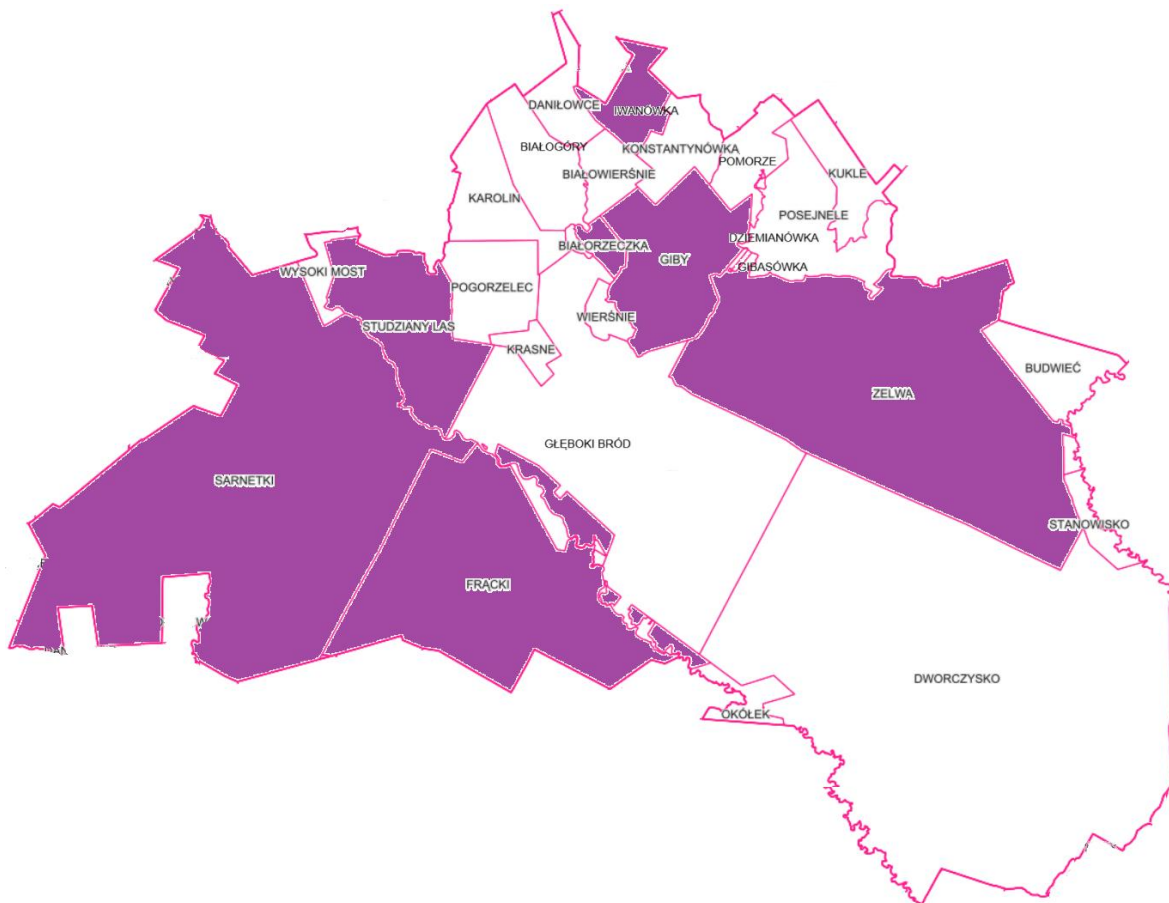 DANIŁOWCE
IWANÓWKA
BIAŁOGÓRY
KONSTANTYNÓWKA
POMORZE
BIAŁOWIERŚNIE
KUKLE
KAROLIN
POSEJNELE
DZIEMIANÓWKA
BIAŁORZECZKA
GIBY
GIBASÓWKA
WYSOKI MOST
POGORZELEC
WIERŚNIE
STUDZIANY LAS
KRASNE
BUDWIEĆ
ZELWA
GŁĘBOKI BRÓD
SARNETKI
STANOWISKO
FRĄCKI
DWORCZYSKO
OKÓŁEK